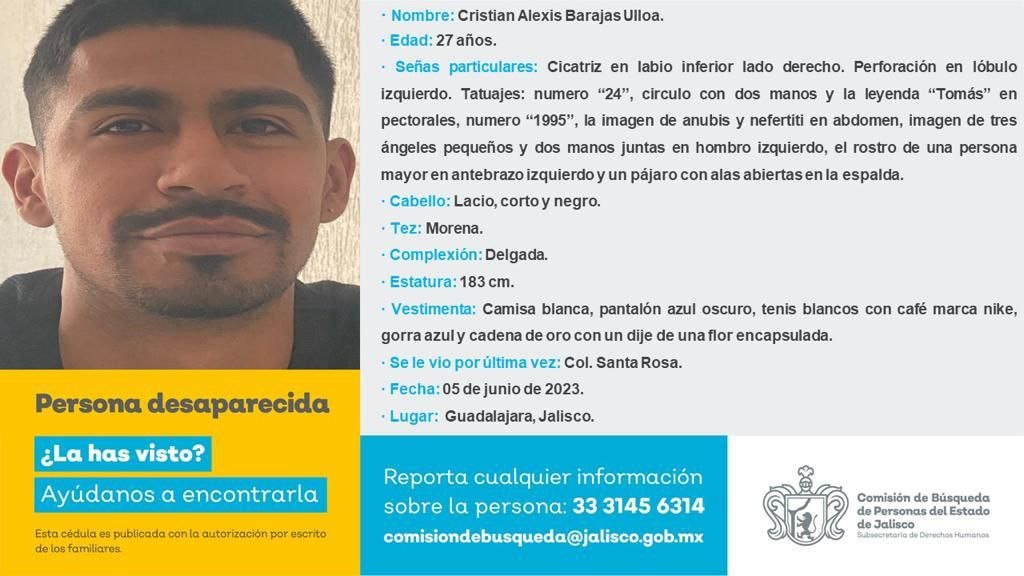 · Nombre: Cristian Alexis Barajas Ulloa.
· Edad: 27 años.
· Señas particulares: Cicatriz en labio inferior lado derecho. Perforación en lóbulo
izquierdo. Tatuajes: numero “24”, circulo con dos manos y la leyenda “Tomás” en
pectorales, numero “1995”, la imagen de anubis y nefertiti en abdomen, imagen de tres
ángeles pequeños y dos manos juntas en hombro izquierdo, el rostro de una persona
mayor en antebrazo izquierdo y un pájaro con alas abiertas en la espalda.
· Cabello: Lacio, corto y negro.
· Tez: Morena.
· Complexión: Delgada.
· Estatura: 183 cm.
· Vestimenta: Camisa blanca, pantalón azul oscuro, tenis blancos con café marca nike,
gorra azul y cadena de oro con un dije de una flor encapsulada.
· Se le vio por última vez: Col. Santa Rosa.
· Fecha: 05 de junio de 2023.
· Lugar: Guadalajara, Jalisco.
Persona desaparecida
¿La has visto?
Ayúdanos a encontrarla
Esta cédula es publicada con la autorización por escrito
de los familiares.
Reporta cualquier información
sobre la persona: 33 3145 6314
comisiondebusqueda@jalisco.gob.mx
Comisión de Búsqueda
de Personas del Estado
de Jalisco
Subsecretaría de Derechos Humanos